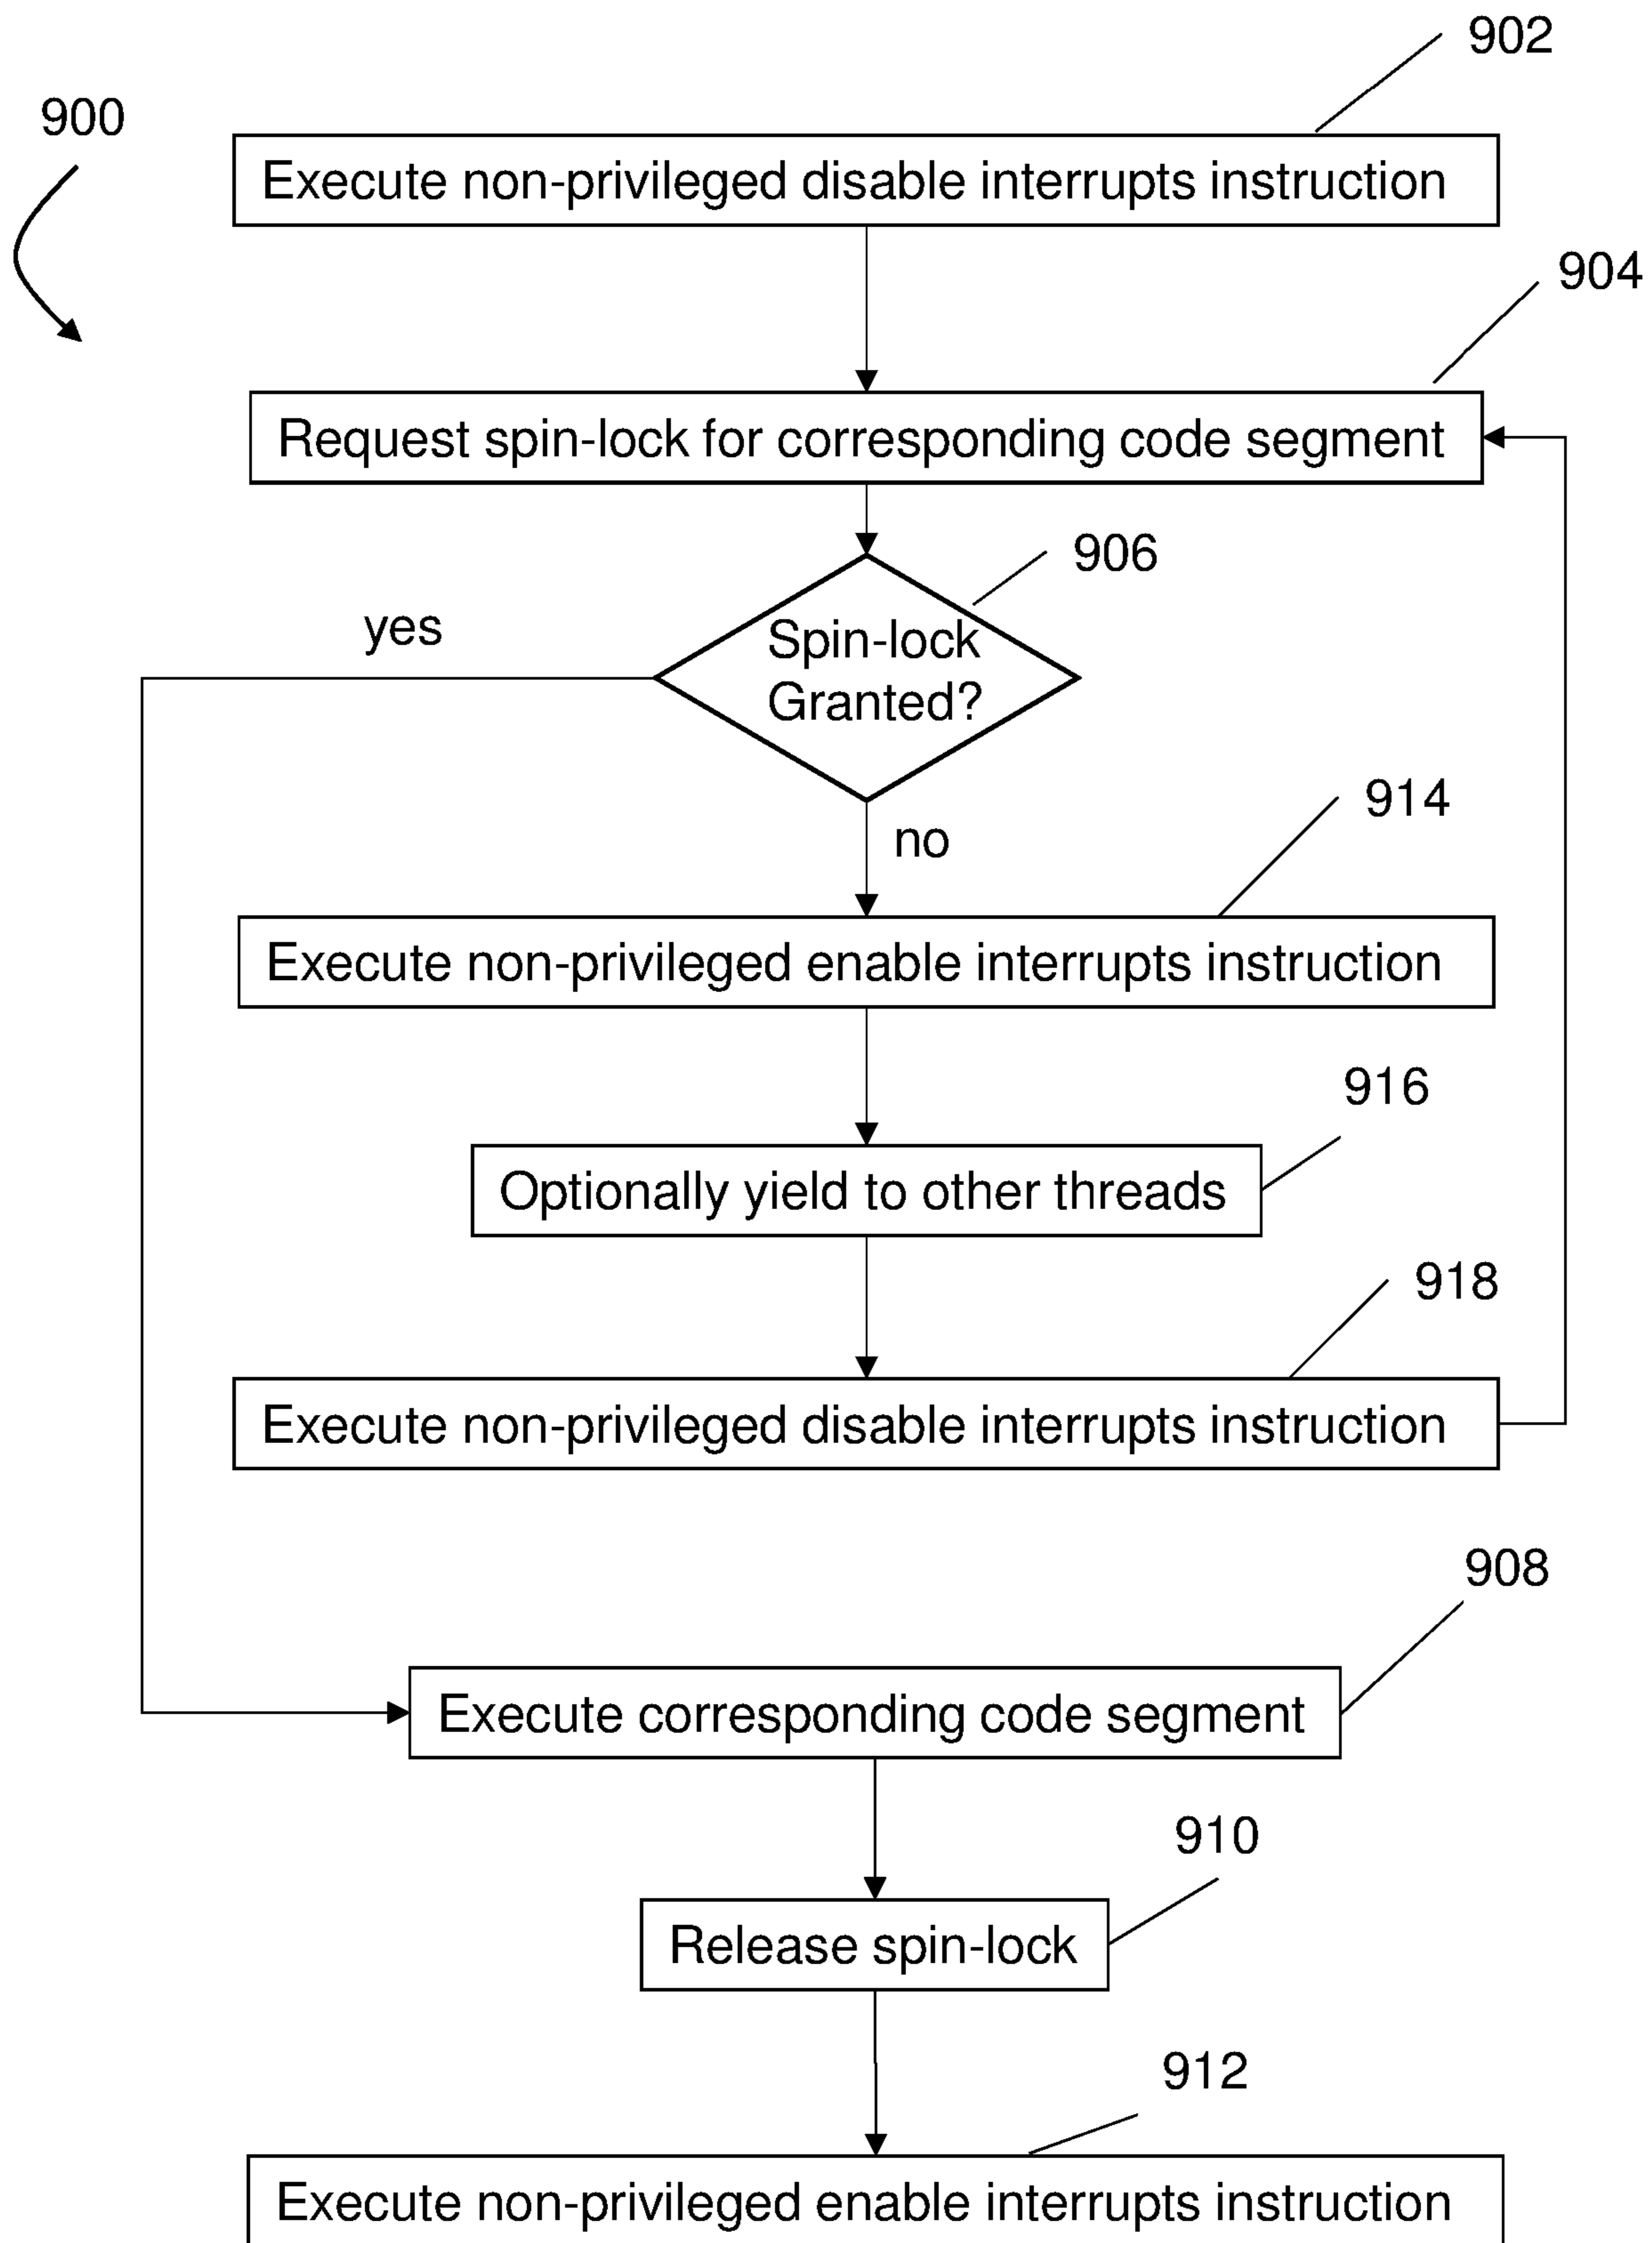 902
900
Execute non-privileged disable interrupts instruction
904
Request spin-lock for corresponding code segment
906
yes
Spin-lock
Granted?
914
no
Execute non-privileged enable interrupts instruction
916
Optionally yield to other threads
918
Execute non-privileged disable interrupts instruction
908
Execute corresponding code segment
910
Release spin-lock
912
Execute non-privileged enable interrupts instruction